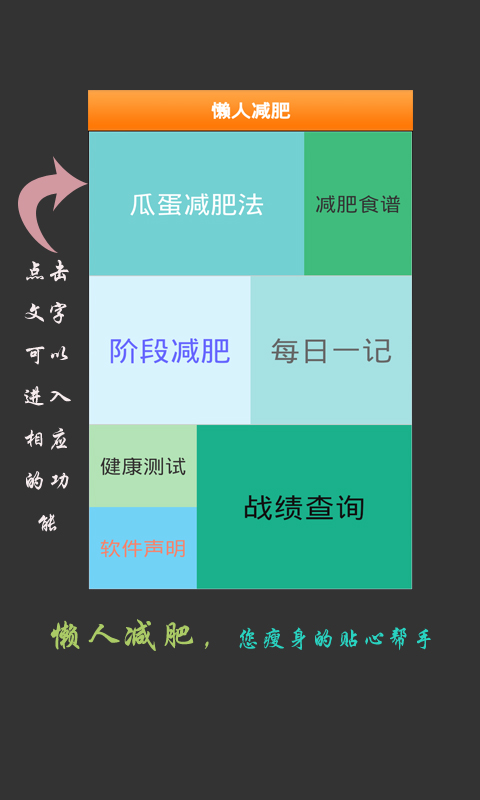 懒人减肥
瓜蛋减肥法
减肥食谱
阶段减肥
每日一记
健康测试
战绩查询
软件声明
点击
文字
可以
进入
相应
的功
能
懒人减肥，您瘦身的贴心帮手